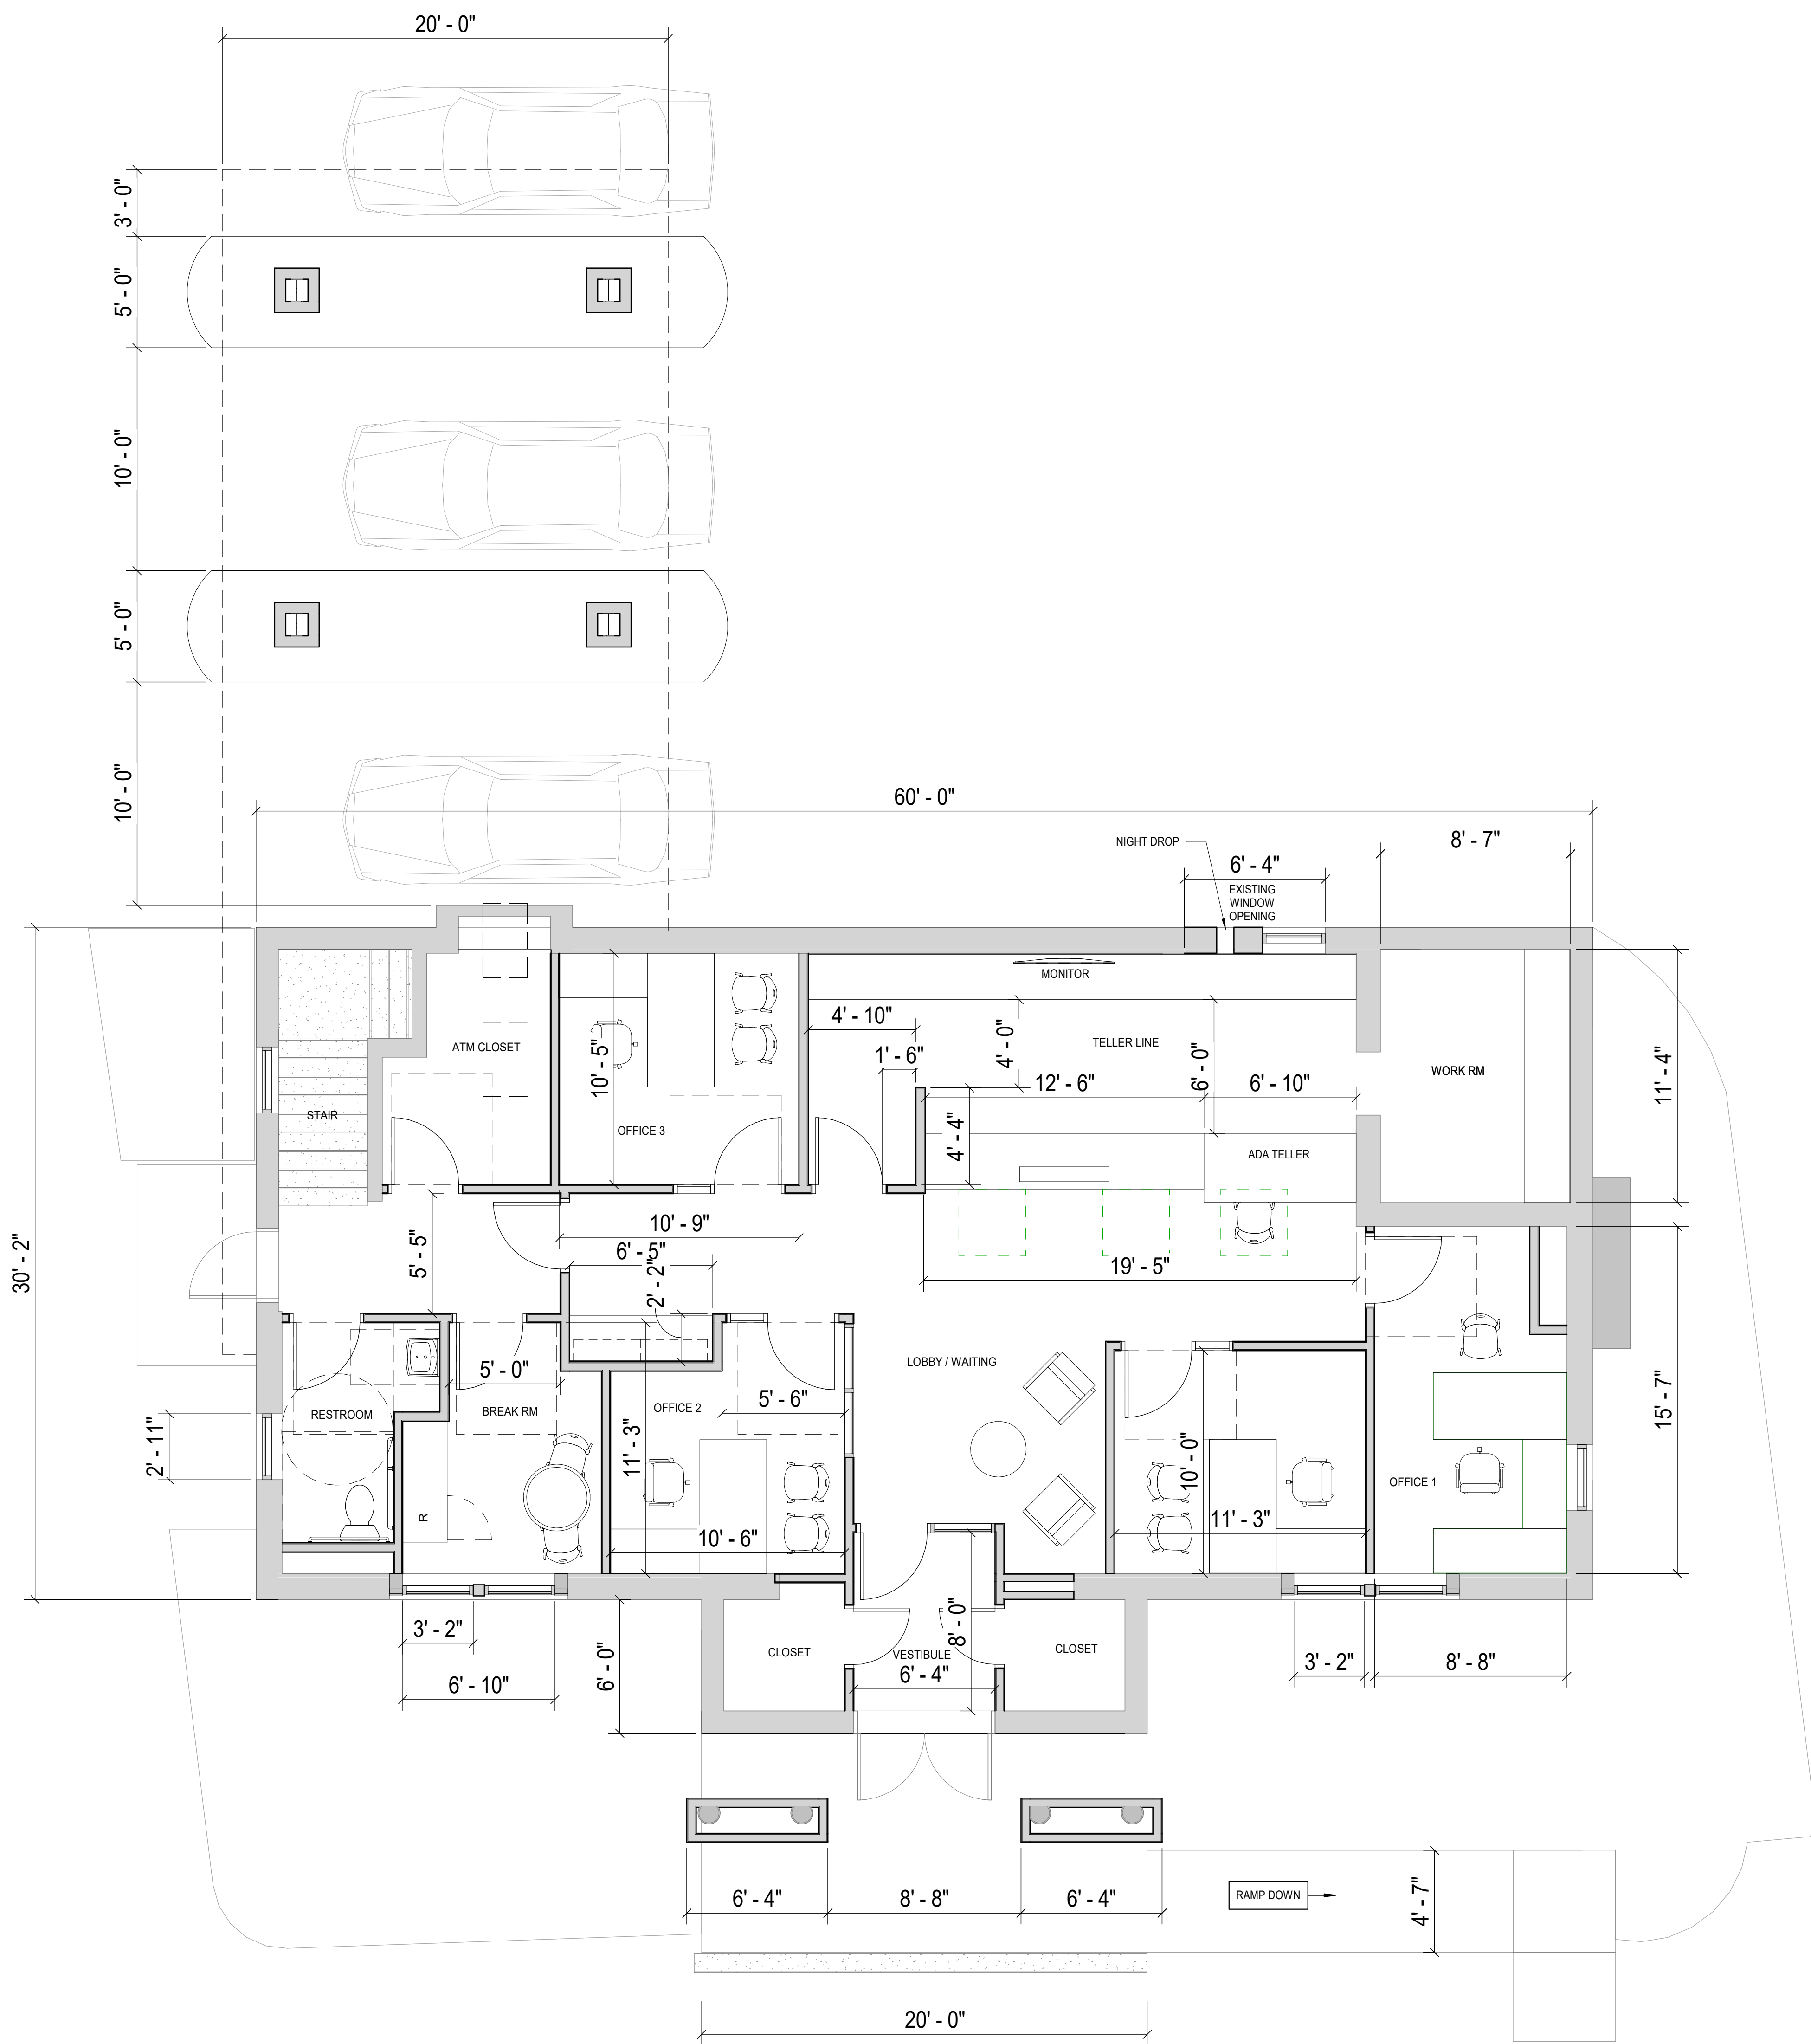 20' - 0"
3' - 0"
5' - 0"
10' - 0"
5' - 0"
10' - 0"
60' - 0"
NIGHT DROP
6' - 4"
8' - 7"
EXISTING
WINDOW
OPENING
MONITOR
4' - 10"
4' - 0"
TELLER LINE
ATM CLOSET
10' - 5"
1' - 6"
6' - 0"
WORK RM
11' - 4"
12' - 6"
6' - 10"
STAIR
OFFICE 3
4' - 4"
ADA TELLER
30' - 2"
5' - 5"
10' - 9"
6' - 5"
2' - 2"
19' - 5"
LOBBY / WAITING
5' - 0"
RESTROOM
BREAK RM
OFFICE 2
5' - 6"
15' - 7"
2' - 11"
11' - 3"
10' - 0"
OFFICE 1
R
10' - 6"
11' - 3"
3' - 2"
6' - 0"
CLOSET
VESTIBULE
8' - 0"
CLOSET
6' - 4"
3' - 2"
8' - 8"
6' - 10"
6' - 4"
8' - 8"
6' - 4"
RAMP DOWN
4' - 7"
20' - 0"